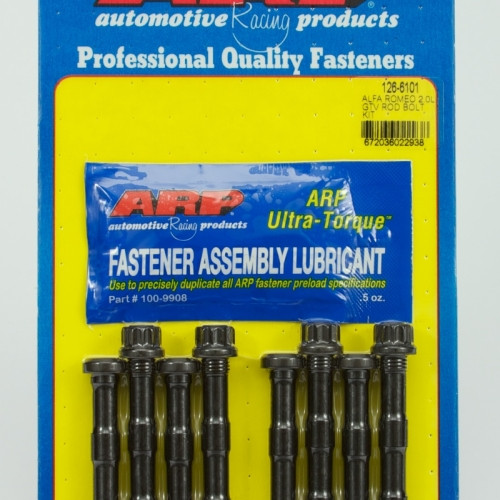 ARP
automotive Racing products
Professional Quality Fasteners
126-6101
ALFA ROMEO 2.0L
GTV ROD BOLT
KIT
672036022938
ARP
automotive Racing products
ARP
Ultra-Torque™
FASTENER ASSEMBLY LUBRICANT
Use to precisely duplicate all ARP fastener preload specifications
Part # 100-9908
.5 oz.